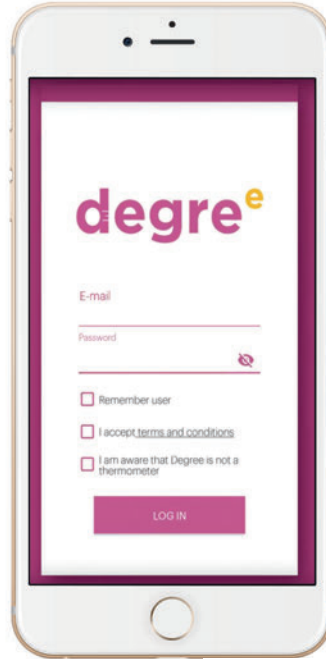 degree
E-mail
Password
Remember user
I accept terms and conditions
I am aware that Degree is not a
thermometer
LOG IN